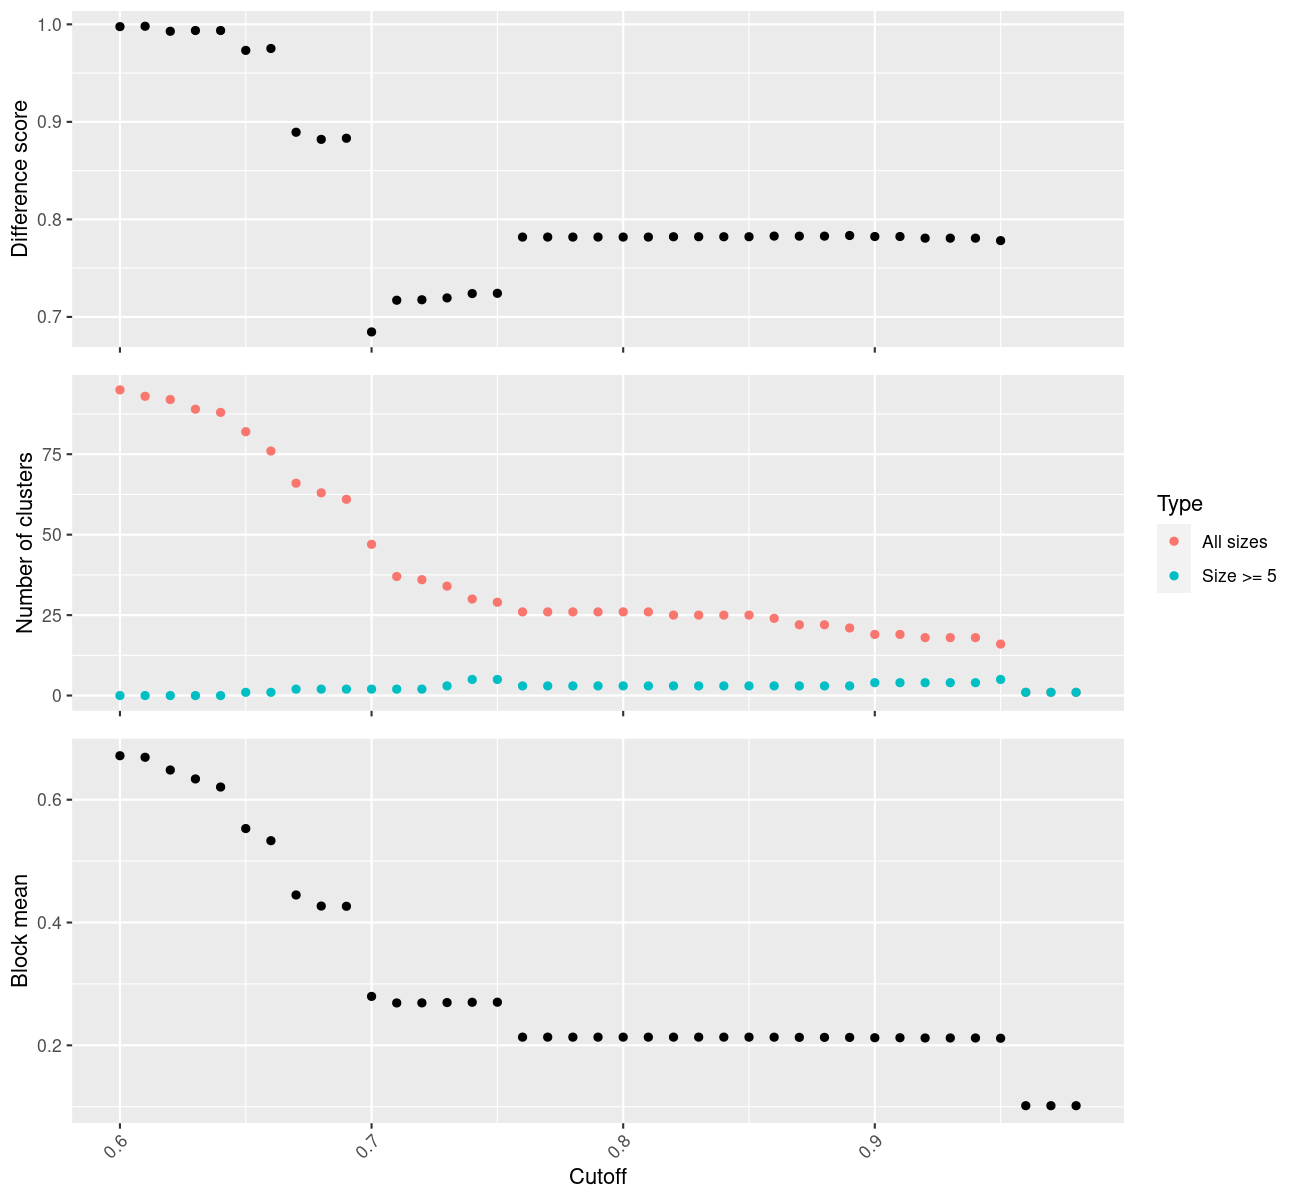 Difference score
1.0
0.9
0.8
0.7
Number of clusters
75
50
25
0
Type
All sizes
Size >= 5
Block mean
0.6
0.4
0.2
0.6
0.7
0.8
0.9
Cutoff